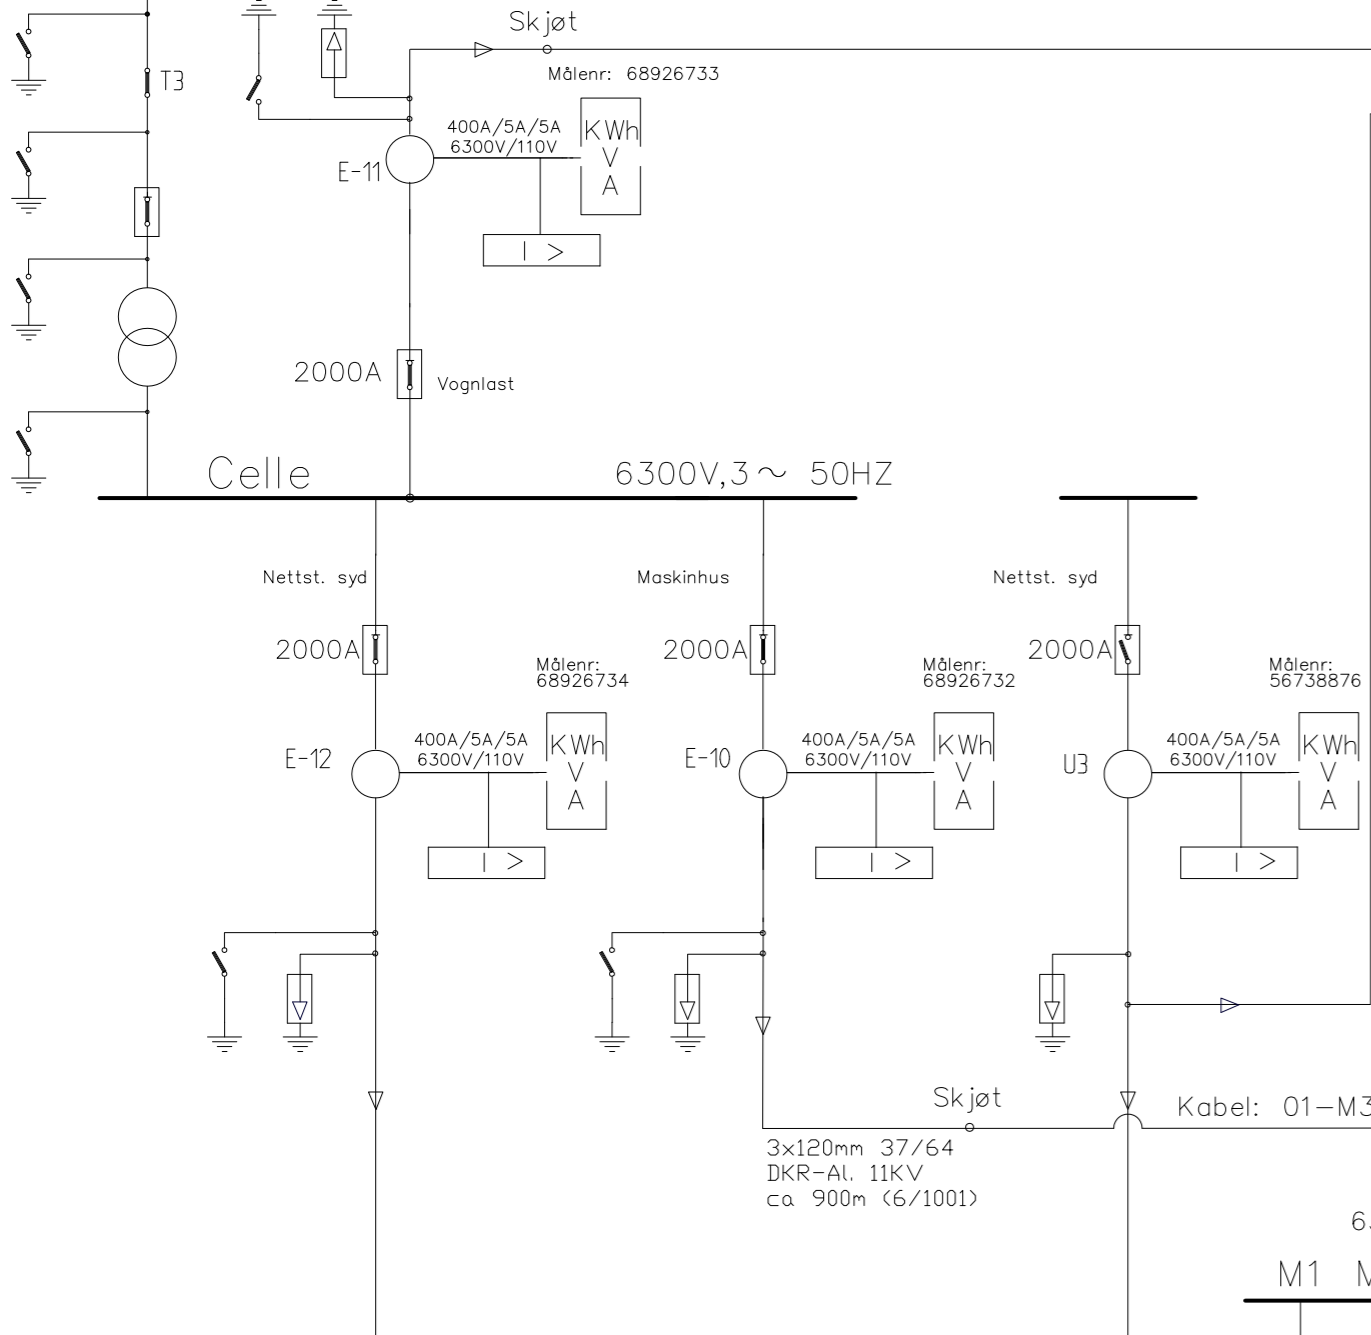 Skjøt
T3
Målenr: 68926733
400A/5A/5A
6300V/110V
KWh
V
A
E-11
I >
2000A
Vognlast
Celle
6300V,3~ 50HZ
Nettst. syd
Maskinhus
Nettst. syd
2000A
2000A
2000A
Målenr:
68926734
Målenr:
68926732
Målenr:
56738876
E-12
400A/5A/5A
6300V/110V
KWh
V
A
I >
E-10
400A/5A/5A
6300V/110V
KWh
V
A
I >
U3
400A/5A/5A
6300V/110V
KWh
V
A
I >
Skjøt
Kabel: 01-M3
3x120mm 37/64
DKR-Al. 11KV
ca 900m (6/1001)
M1